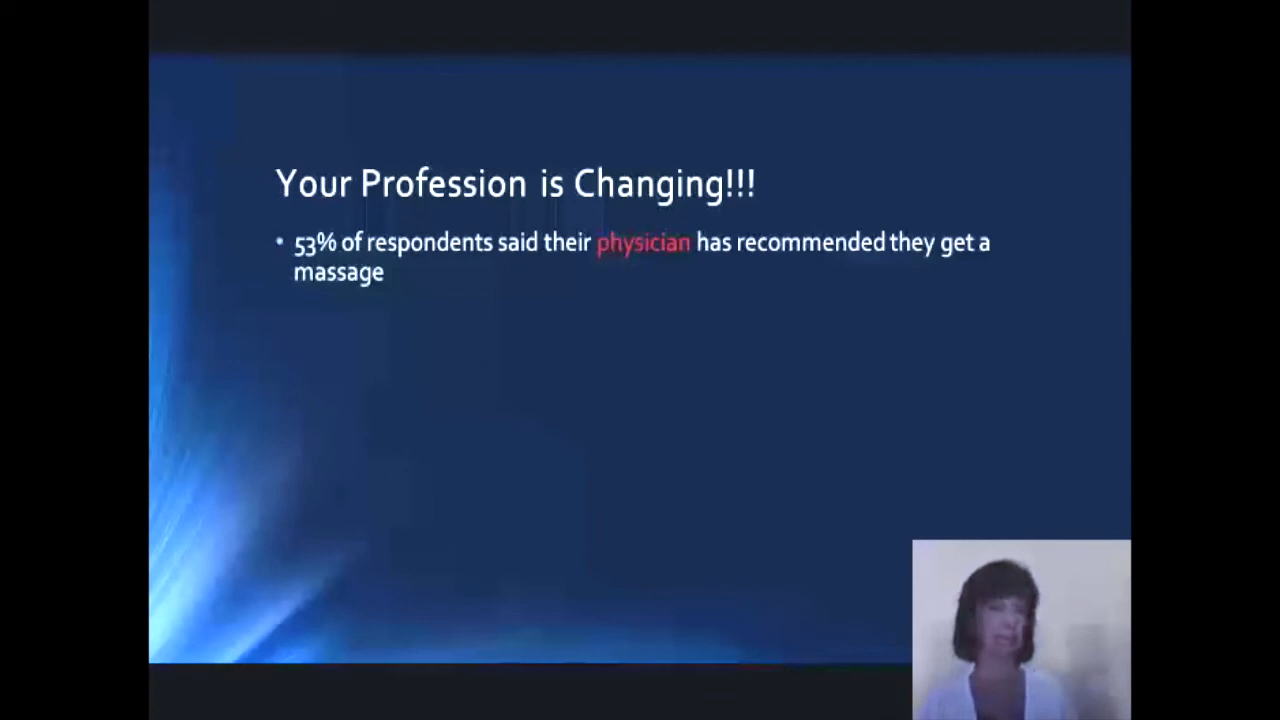 Your Profession is Changing!!!
• 53% of respondents said their physician has recommended they get a
massage